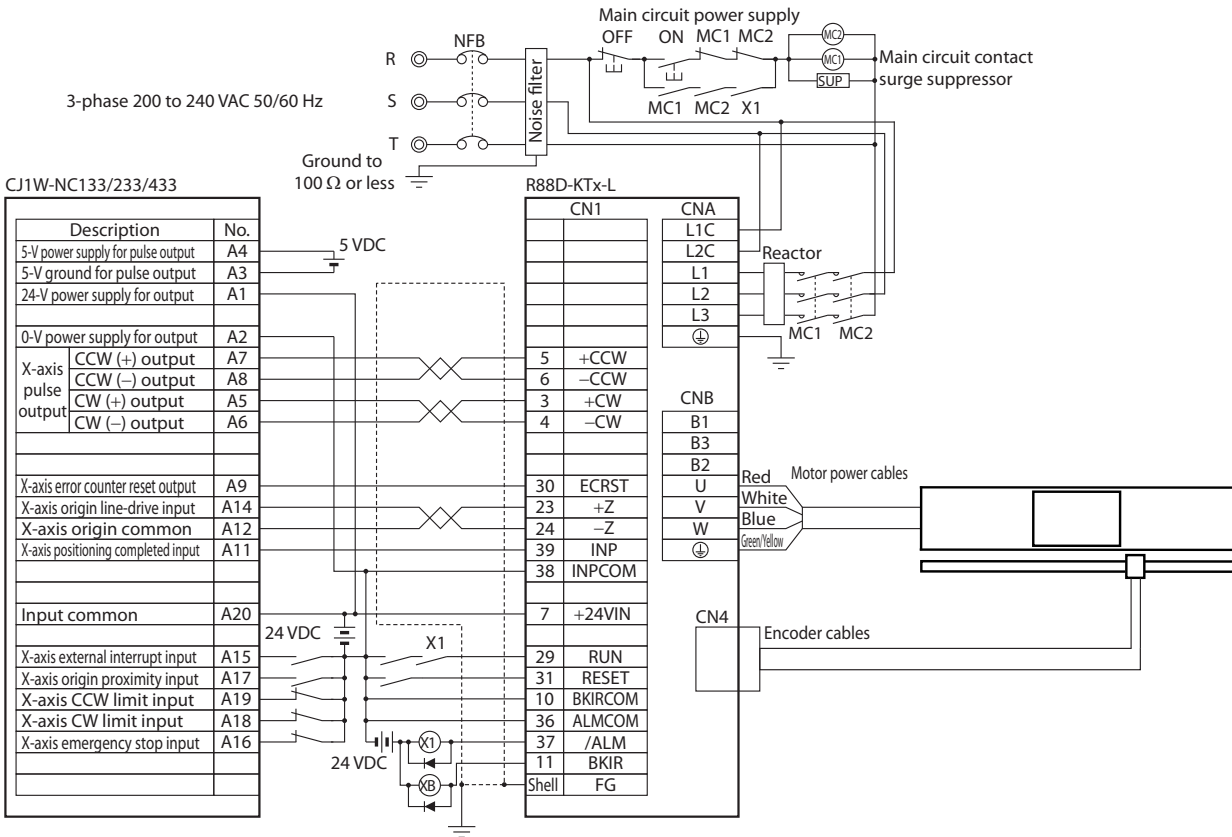 Main circuit power supply
OFF ON MC1 MC2
MC2
NFB
R
MC1 Main circuit contact
SUP surge suppressor
3-phase 200 to 240 VAC 50/60 Hz
S
Noise filter
MC1 MC2 X1
T
Ground to
100 Ω or less
CJ1W-NC133/233/433
R88D-KTx-L
CN1 CNA
Description No.
L1C
5-V power supply for pulse output A4
5 VDC
L2C
Reactor
5-V ground for pulse output A3
L1
24-V power supply for output A1
L2
L3
MC1 MC2
0-V power supply for output A2
X-axis pulse output
CCW (+) output A7
5 +CCW
CCW (−) output A8
6 −CCW
CW (+) output A5
3 +CW
CW (−) output A6
4 −CW
CNB
B1
B3
B2
X-axis error counter reset output A9
30 ECRST
U Red
Motor power cables
X-axis origin line-drive input A14
23 +Z
V White
X-axis origin common A12
24 −Z
W Blue
X-axis positioning completed input A11
39 INP
Green/Yellow
38 INPCOM
Input common A20
7 +24VIN
CN4
24 VDC
X1
Encoder cables
X-axis external interrupt input A15
29 RUN
X-axis origin proximity input A17
31 RESET
X-axis CCW limit input A19
10 BKIRCOM
X-axis CW limit input A18
36 ALMCOM
X-axis emergency stop input A16
X1
37 /ALM
24 VDC
11 BKIR
XB
Shell FG